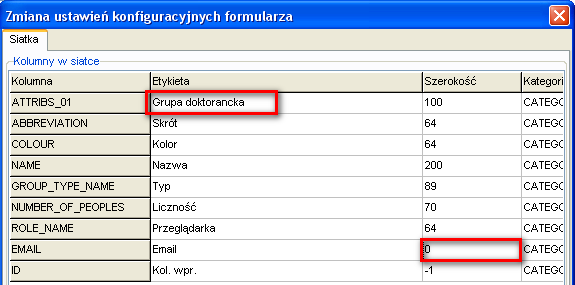 Zmiana ustawień konfiguracyjnych formularza
Siatka
Kolumny w siatce
Kolumna Etykieta Szerokość Kategori
ATTRIBS_01 Grupa doktorancka 100 CATEGO
ABBREVIATION Skrót 64 CATEGO
COLOUR Kolor 64 CATEGO
NAME Nazwa 200 CATEGO
GROUP_TYPE_NAME Typ 89 CATEGO
NUMBER_OF_PEOPLES Liczność 70 CATEGO
ROLE_NAME Przeglądarka 64 CATEGO
EMAIL Email 0 CATEGO
ID Kol. wpr. -1 CATEGO